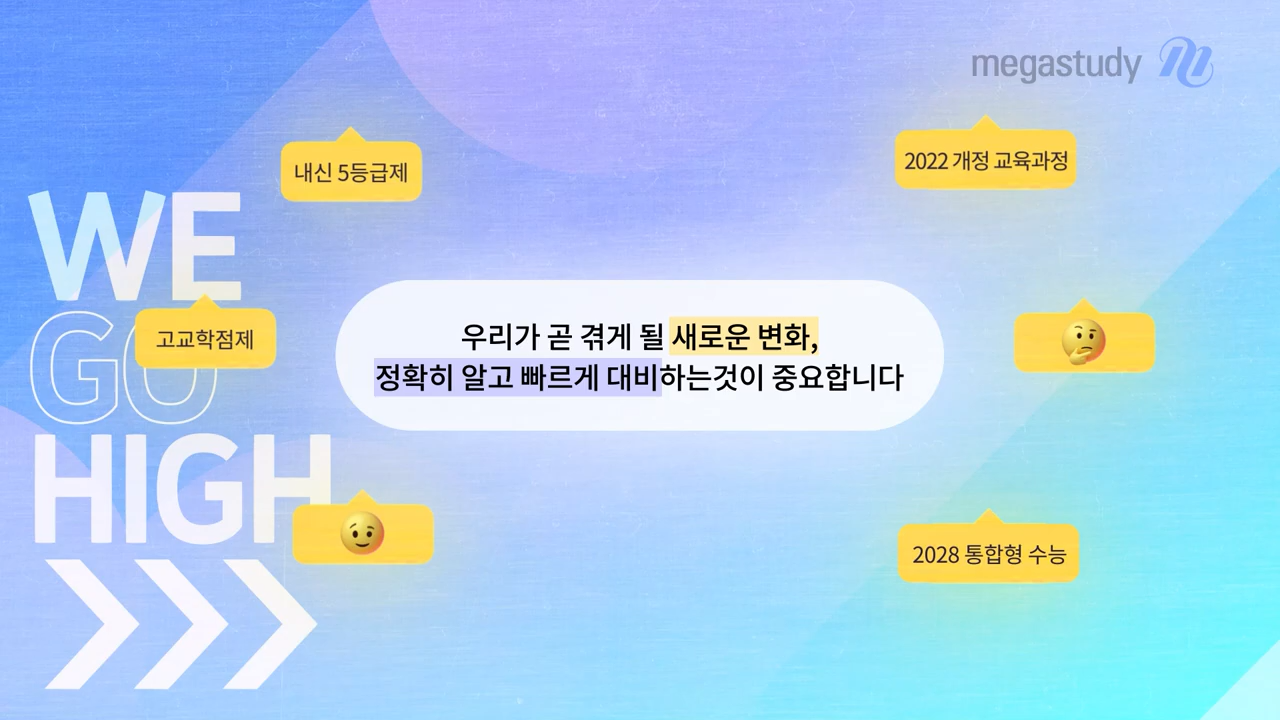 megastudy
내신 5등급제
2022 개정 교육과정
WE
GO
HIGH
고교학점제
우리가 곧 겪게 될 새로운 변화,
정확히 알고 빠르게 대비하는것이 중요합니다
2028 통합형 수능